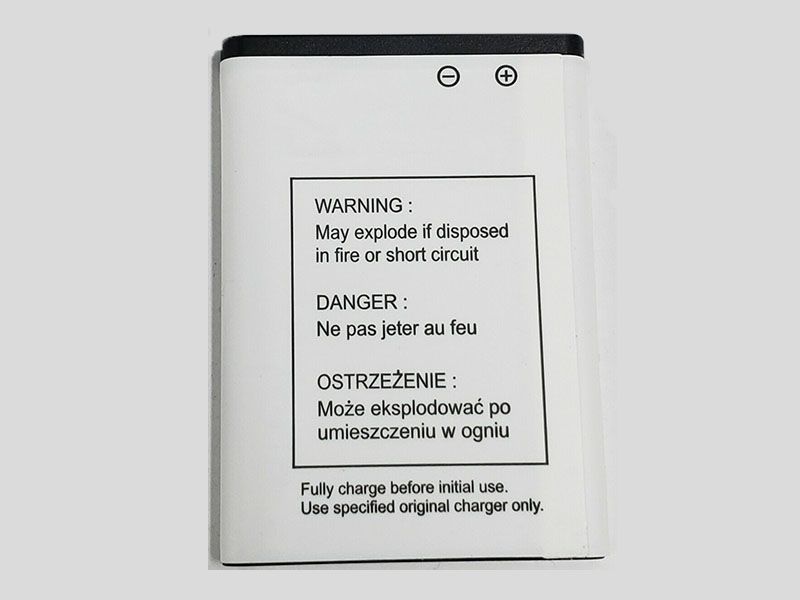 ⊖ ⊕
WARNING :
May explode if disposed
in fire or short circuit
DANGER :
Ne pas jeter au feu
OSTRZEŻENIE :
Może eksplodować po
umieszczeniu w ogniu
Fully charge before initial use.
Use specified original charger only.